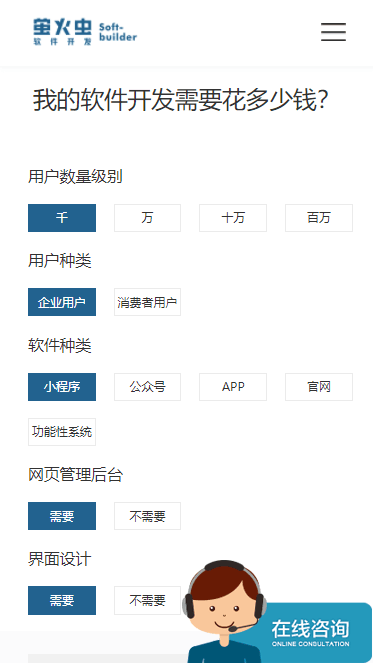 萤火虫 Soft-
软件开发 builder
我的软件开发需要花多少钱?
用户数量级别
千 万 十万 百万
用户种类
企业用户 消费者用户
软件种类
小程序 公众号 APP 官网
功能性系统
网页管理后台
需要 不需要
界面设计
需要 不需要
在线咨询
ONLINE CONSULTATION